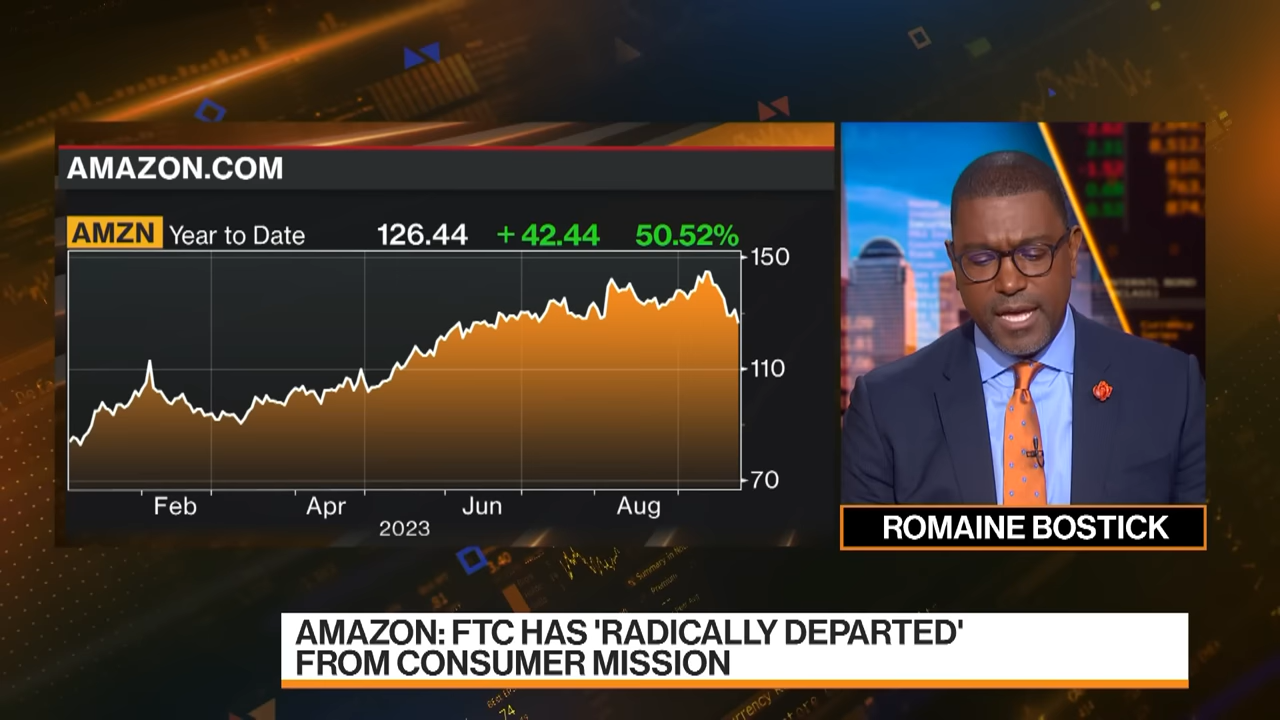 AMAZON.COM
AMZN Year to Date 126.44 +42.44 50.52%
150
110
70
Feb Apr Jun Aug
2023
ROMAINE BOSTICK
AMAZON: FTC HAS 'RADICALLY DEPARTED'
FROM CONSUMER MISSION
74